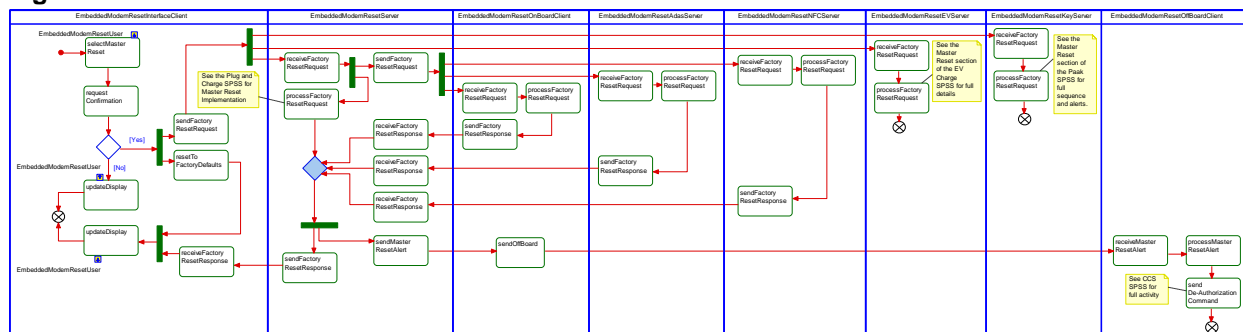 EmbeddedModemResetInterfaceClient
EmbeddedModemResetServer
EmbeddedModemResetOnBoardClient
EmbeddedModemResetAdasServer
EmbeddedModemResetNFCServer
EmbeddedModemResetEVServer
EmbeddedModemResetKeyServer
EmbeddedModemResetOffBoardClient
EmbeddedModemResetUser
selectMaster
Reset
request
Confirmation
[Yes]
[No]
sendFactory
ResetRequest
resetTo
FactoryDefaults
EmbeddedModemResetUser
updateDisplay
updateDisplay
EmbeddedModemResetUser
receiveFactory
ResetResponse
receiveFactory
ResetRequest
sendFactory
ResetRequest
See the Plug and
Charge SPSS for
Master Reset
Implementation
processFactory
ResetRequest
receiveFactory
ResetResponse
receiveFactory
ResetResponse
receiveFactory
ResetResponse
sendMaster
ResetAlert
sendFactory
ResetResponse
receiveFactory
ResetRequest
processFactory
ResetRequest
sendFactory
ResetResponse
sendOffBoard
receiveFactory
ResetRequest
processFactory
ResetRequest
sendFactory
ResetResponse
receiveFactory
ResetRequest
processFactory
ResetRequest
sendFactory
ResetResponse
receiveFactory
ResetRequest
processFactory
ResetRequest
See the
Master
Reset section
of the EV
Charge
SPSS for full
details
receiveFactory
ResetRequest
processFactory
ResetRequest
See the
Master
Reset
section of
the Paak
SPSS for
full
sequence
and alerts.
receiveMaster
ResetAlert
processMaster
ResetAlert
See CCS
SPSS for
full activity
send
De-Authorization
Command